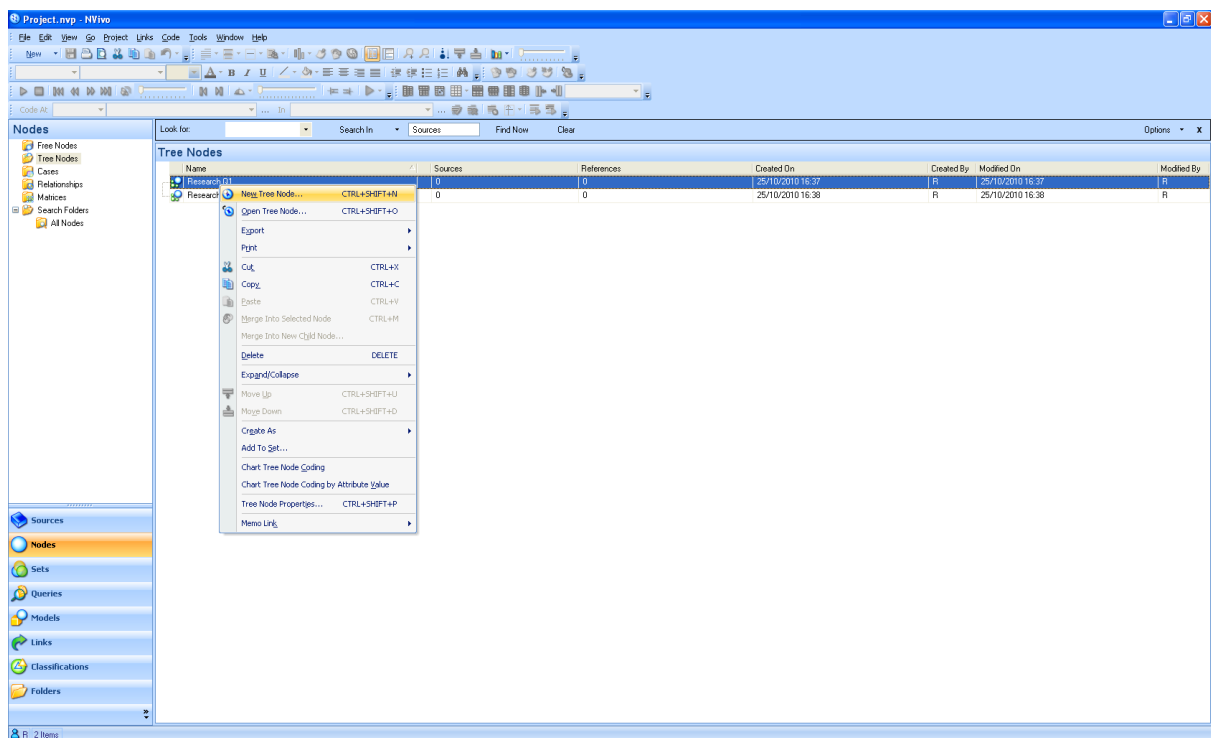 Project.nvp - NVivo
File Edit View Go Project Links Code Tools Window Help
New
B I U
Code At In
Nodes
Look for: Search In Sources Find Now Clear Options x
Free Nodes
Tree Nodes
Cases
Relationships
Matrices
Search Folders
All Nodes
Tree Nodes
Name Sources References Created On Created By Modified On Modified By
Research Q1 0 0 25/10/2010 16:37 R 25/10/2010 16:37 R
Research 0 0 25/10/2010 16:38 R 25/10/2010 16:38 R
New Tree Node... CTRL+SHIFT+N
Open Tree Node... CTRL+SHIFT+O
Export
Print
Cut CTRL+X
Copy CTRL+C
Paste CTRL+V
Merge Into Selected Node CTRL+M
Merge Into New Child Node...
Delete DELETE
Expand/Collapse
Move Up CTRL+SHIFT+U
Move Down CTRL+SHIFT+D
Create As
Add To Set...
Chart Tree Node Coding
Chart Tree Node Coding by Attribute Value
Tree Node Properties... CTRL+SHIFT+P
Memo Link
Sources
Nodes
Sets
Queries
Models
Links
Classifications
Folders
R 2 Items